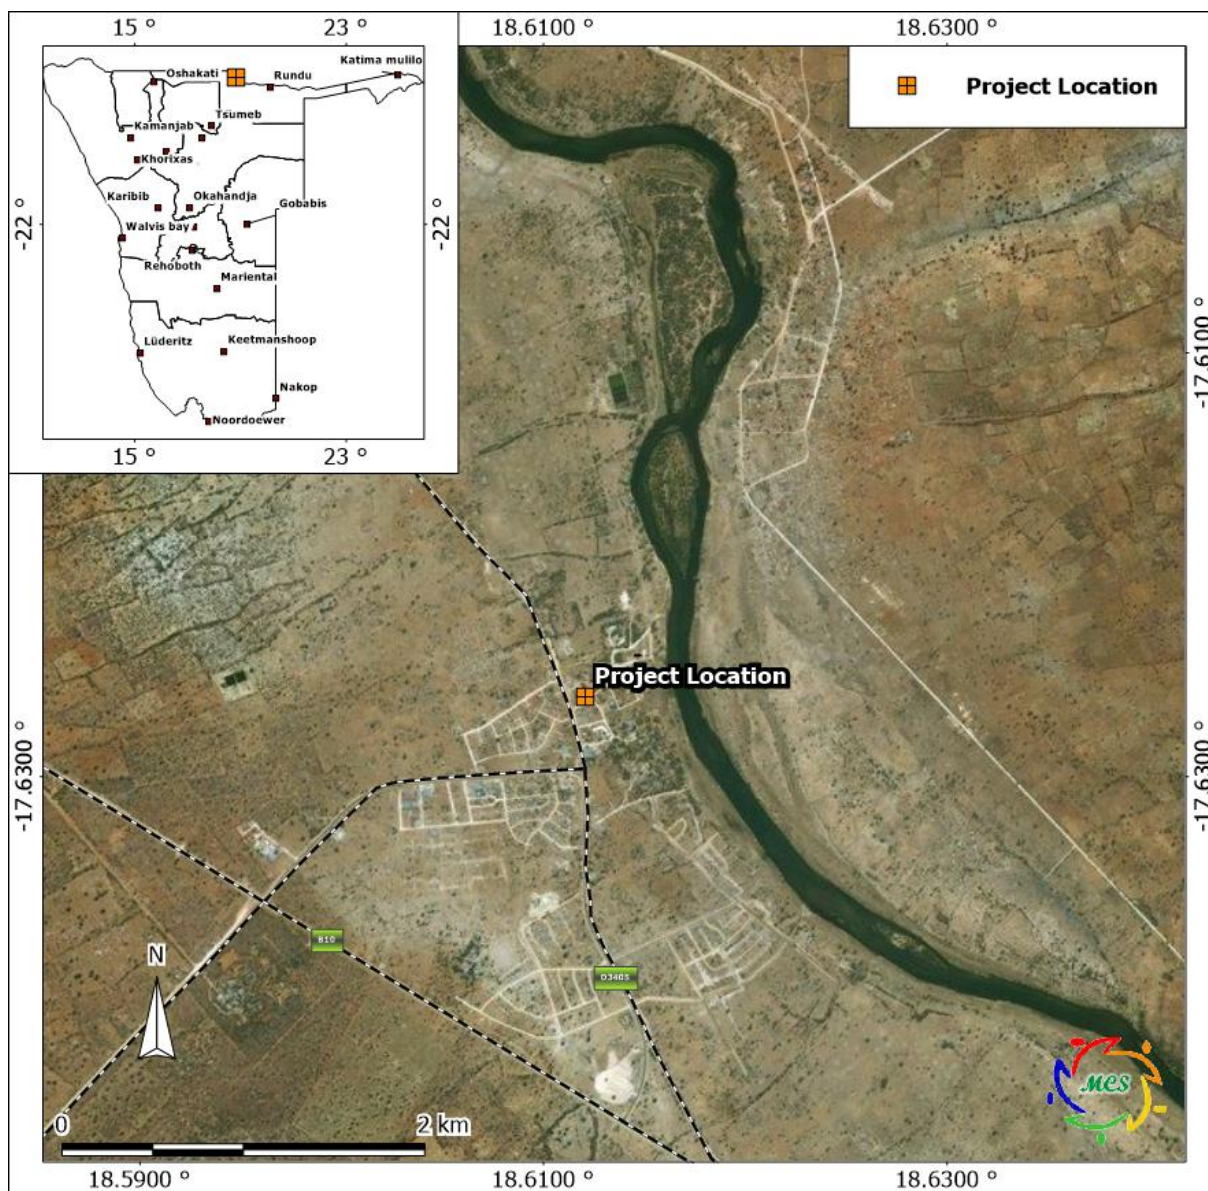 15 °
23 °
18.6100 °
18.6300 °
Katima mulilo
Oshakati
Rundu
Project Location
Tsumeb
Kamanjab
Khorixas
Karibib
Okahandja
Gobabis
-22 °
-22 °
Walvis bay
Rehoboth
Mariental
-17.6100 °
Lüderitz
Keetmanshoop
Nakop
Noordoewer
15 °
23 °
Project Location
-17.6300 °
-17.6300 °
B10
N
D3405
MCS
0
2 km
18.5900 °
18.6100 °
18.6300 °